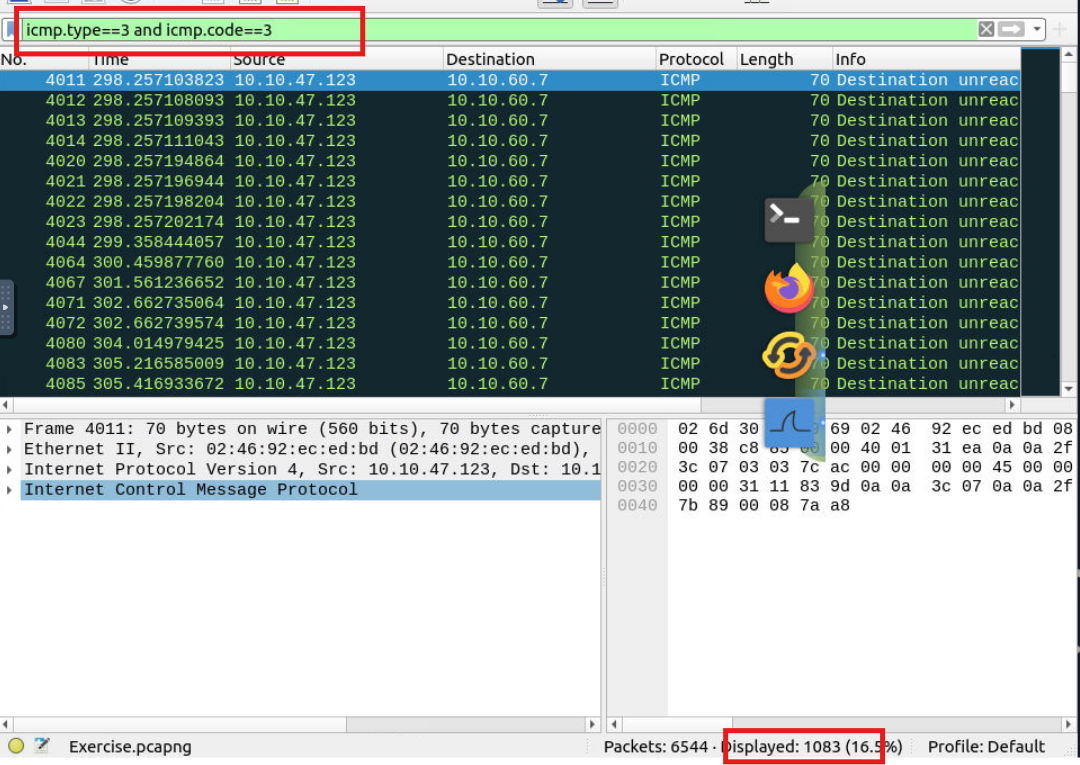 icmp.type==3 and icmp.code==3
No. Time Source Destination Protocol Length Info
4011 298.257103823 10.10.47.123 10.10.60.7 ICMP 70 Destination unreac
4012 298.257108093 10.10.47.123 10.10.60.7 ICMP 70 Destination unreac
4013 298.257109393 10.10.47.123 10.10.60.7 ICMP 70 Destination unreac
4014 298.257111043 10.10.47.123 10.10.60.7 ICMP 70 Destination unreac
4020 298.257194864 10.10.47.123 10.10.60.7 ICMP 70 Destination unreac
4021 298.257196944 10.10.47.123 10.10.60.7 ICMP 70 Destination unreac
4022 298.257198204 10.10.47.123 10.10.60.7 ICMP 70 Destination unreac
4023 298.257202174 10.10.47.123 10.10.60.7 ICMP 70 Destination unreac
4044 299.358444057 10.10.47.123 10.10.60.7 ICMP 70 Destination unreac
4064 300.459877760 10.10.47.123 10.10.60.7 ICMP 70 Destination unreac
4067 301.561236652 10.10.47.123 10.10.60.7 ICMP 70 Destination unreac
4071 302.662735064 10.10.47.123 10.10.60.7 ICMP 70 Destination unreac
4072 302.662739574 10.10.47.123 10.10.60.7 ICMP 70 Destination unreac
4080 304.014979425 10.10.47.123 10.10.60.7 ICMP 70 Destination unreac
4083 305.216585009 10.10.47.123 10.10.60.7 ICMP 70 Destination unreac
4085 305.416933672 10.10.47.123 10.10.60.7 ICMP 70 Destination unreac
Frame 4011: 70 bytes on wire (560 bits), 70 bytes capture
Ethernet II, Src: 02:46:92:ec:ed:bd (02:46:92:ec:ed:bd),
Internet Protocol Version 4, Src: 10.10.47.123, Dst: 10.1
Internet Control Message Protocol
0000 02 6d 30 69 02 46 92 ec ed bd 08
0010 00 38 c8 85 00 00 40 01 31 ea 0a 0a 2f
0020 3c 07 03 03 7c ac 00 00 00 00 45 00 00
0030 00 00 31 11 83 9d 0a 0a 3c 07 0a 0a 2f
0040 7b 89 00 08 7a a8
Exercise.pcapng Packets: 6544 · Displayed: 1083 (16.5%) Profile: Default